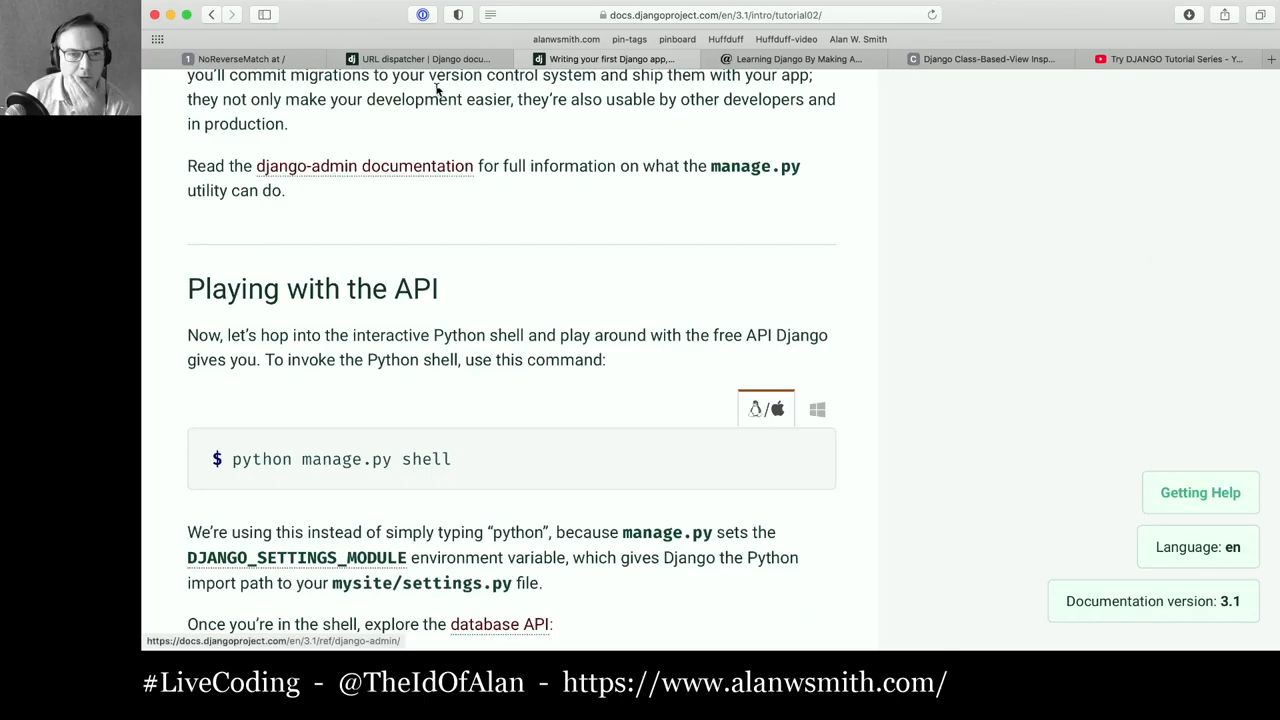 docs.djangoproject.com/en/3.1/intro/tutorial02/
alanwsmith.com pin-tags pinboard Huffduff Huffduff-video Alan W. Smith
NoReverseMatch at / URL dispatcher | Django docu... Writing your first Django app,... Learning Django By Making A... Django Class-Based-View Insp... Try DJANGO Tutorial Series - Y...
you'll commit migrations to your version control system and ship them with your app;
they not only make your development easier, they're also usable by other developers and
in production.
Read the django-admin documentation for full information on what the manage.py
utility can do.
Playing with the API
Now, let's hop into the interactive Python shell and play around with the free API Django
gives you. To invoke the Python shell, use this command:
/
$ python manage.py shell
We're using this instead of simply typing “python”, because manage.py sets the
DJANGO_SETTINGS_MODULE environment variable, which gives Django the Python
import path to your mysite/settings.py file.
Once you're in the shell, explore the database API:
Getting Help
Language: en
Documentation version: 3.1
https://docs.djangoproject.com/en/3.1/ref/django-admin/
#LiveCoding - @TheIdOfAlan - https://www.alanwsmith.com/